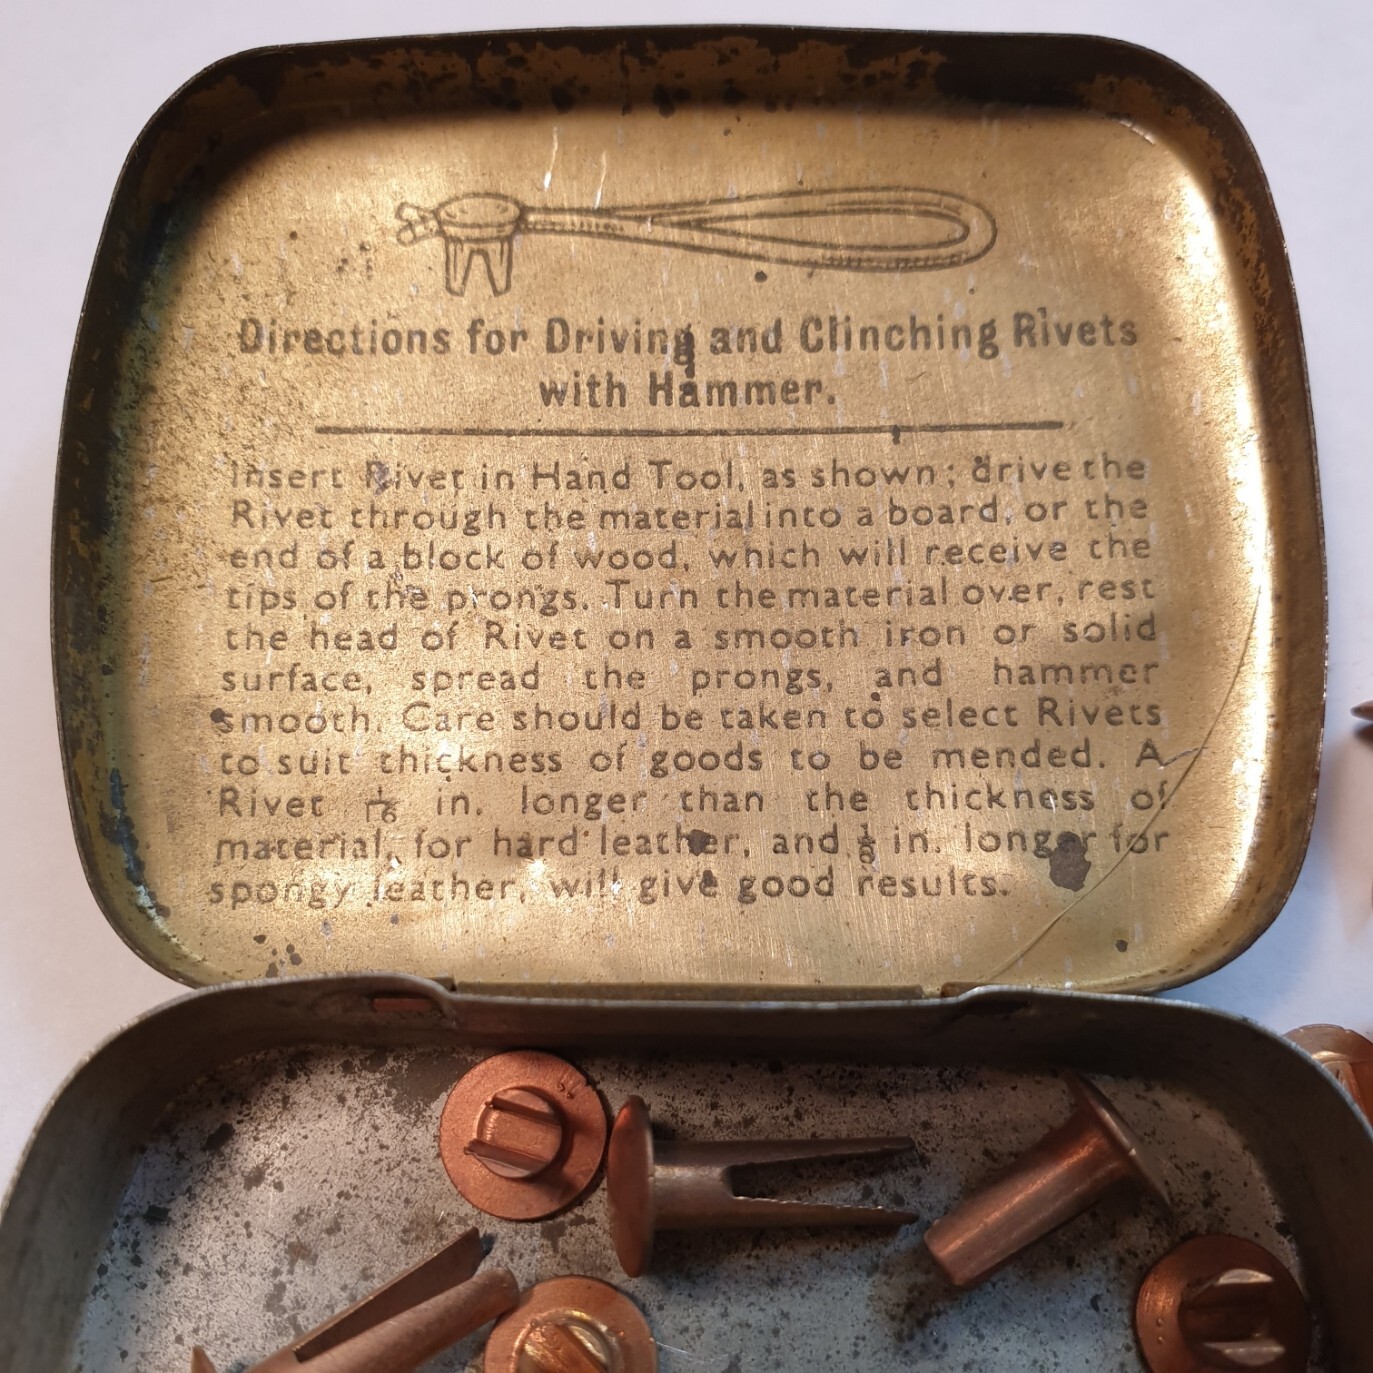 Directions for Driving and Clinching Rivets
with Hammer.
Insert Rivet in Hand Tool, as shown; drive the
Rivet through the material into a board, or the
end of a block of wood, which will receive the
tips of the prongs. Turn the material over, rest
the head of Rivet on a smooth iron or solid
surface, spread the prongs, and hammer
smooth. Care should be taken to select Rivets
to suit thickness of goods to be mended. A
Rivet 1/16 in. longer than the thickness of
material, for hard leather, and 1/8 in. longer for
spongy leather, will give good results.